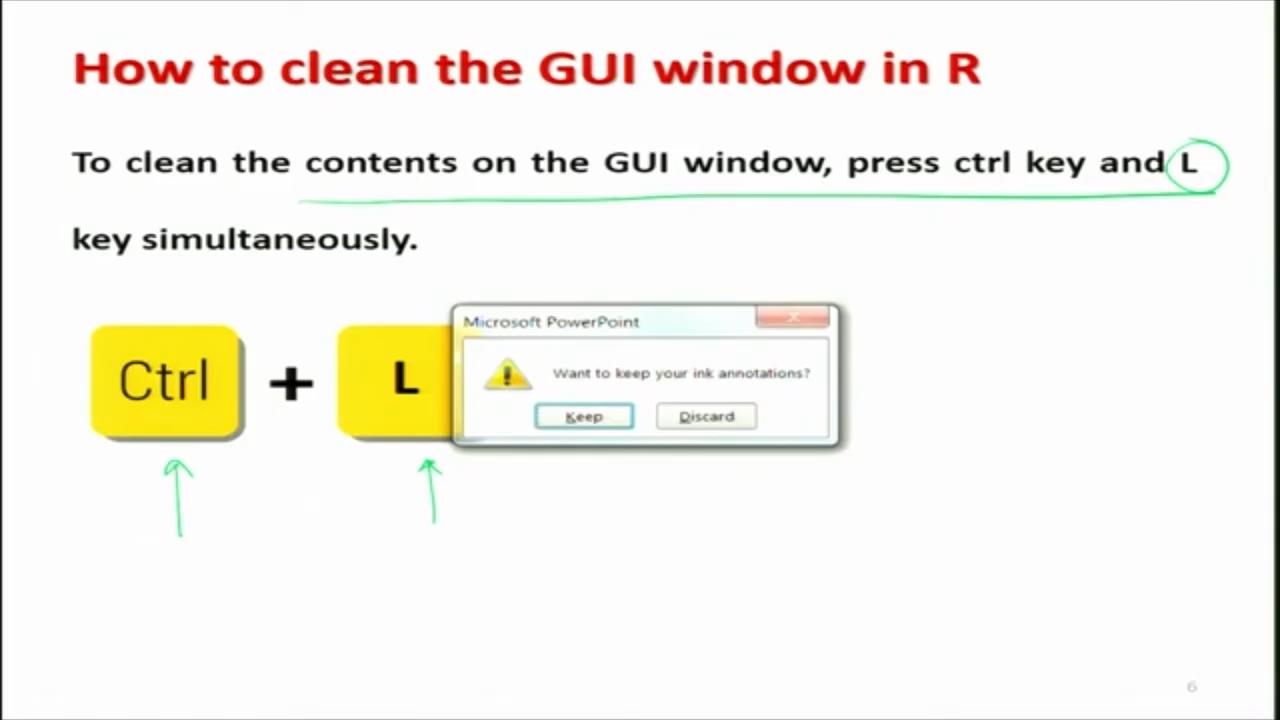 How to clean the GUI window in R
To clean the contents on the GUI window, press ctrl key and L
key simultaneously.
Ctrl + L
Microsoft PowerPoint
Want to keep your ink annotations?
Keep Discard
6